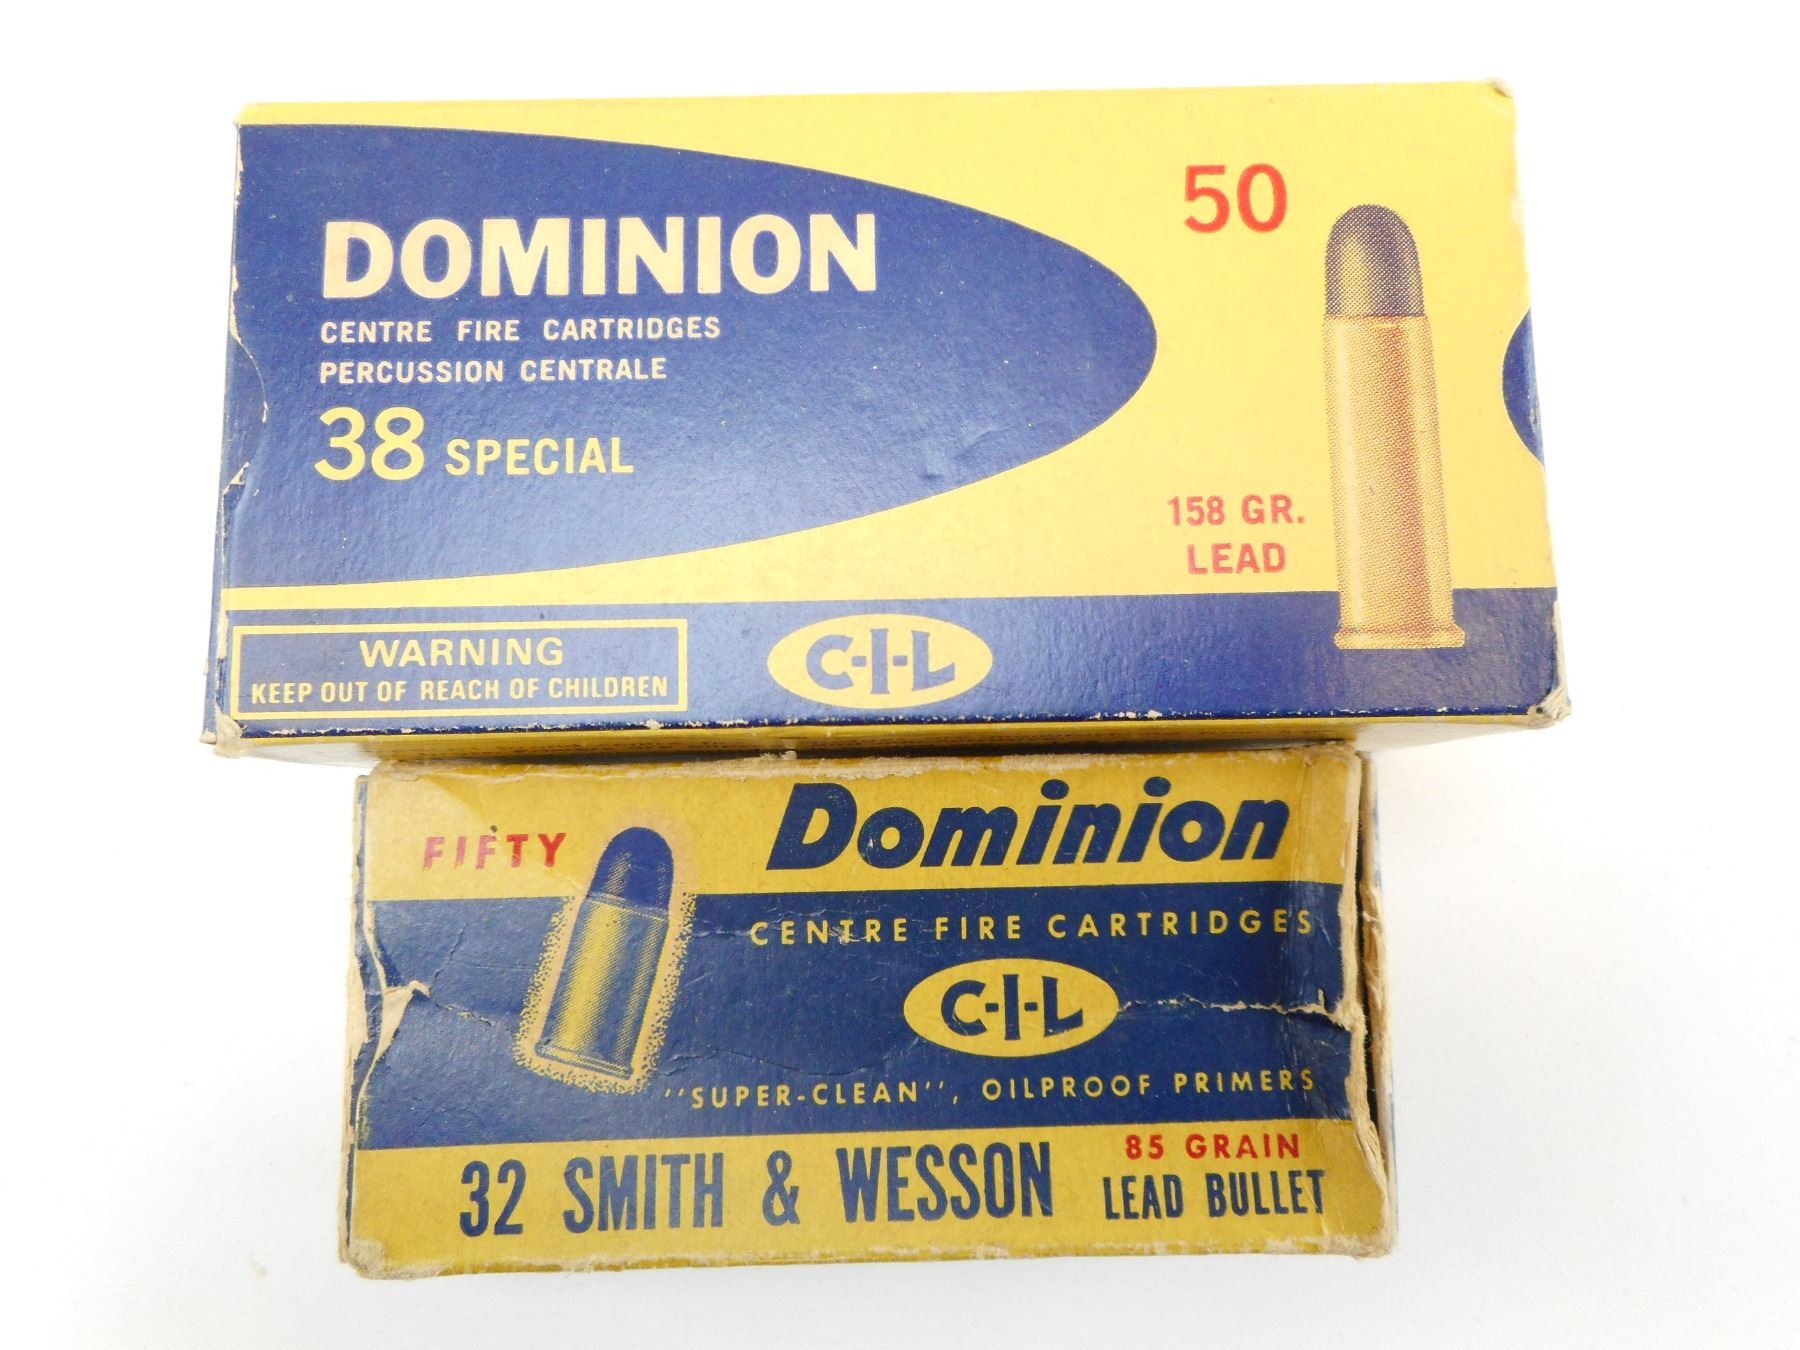 DOMINION
CENTRE FIRE CARTRIDGES
PERCUSSION CENTRALE
38 SPECIAL
50
158 GR.
LEAD
WARNING
KEEP OUT OF REACH OF CHILDREN
C-I-L
FIFTY
Dominion
CENTRE FIRE CARTRIDGES
C-I-L
"SUPER-CLEAN", OILPROOF PRIMERS
32 SMITH & WESSON
85 GRAIN
LEAD BULLET